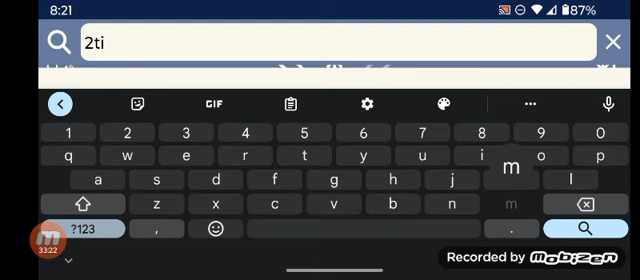 8:21
87%
2ti
GIF
1 2 3 4 5 6 7 8 9 0
q w e r t y u i o p
m
a s d f g h j l
z x c v b n m
?123 , .
33:22
Recorded by mobizen